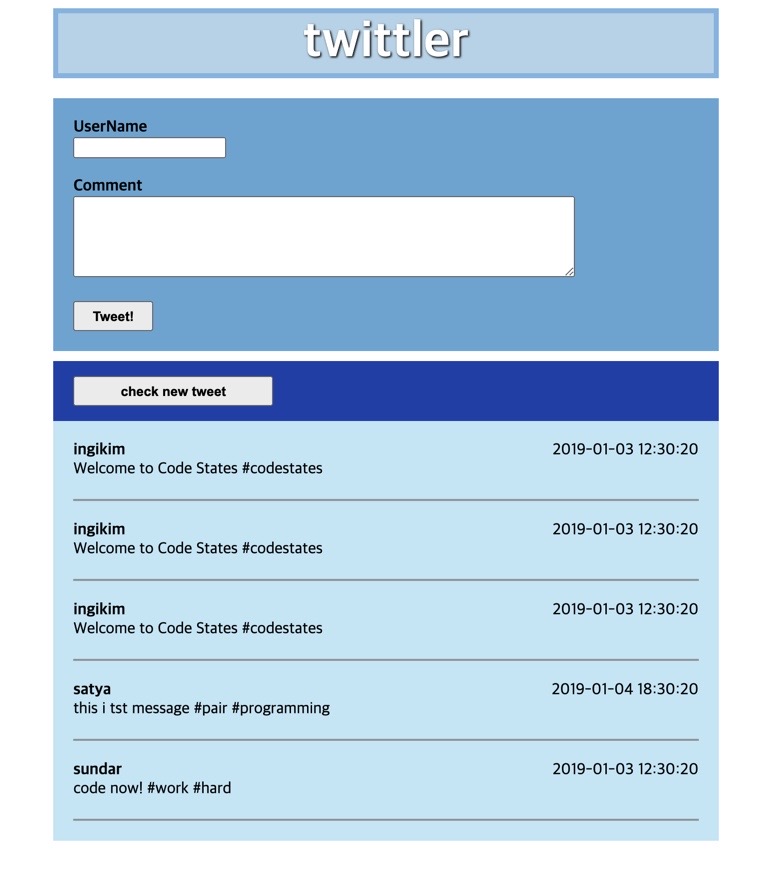 twittler
UserName
Comment
Tweet!
check new tweet
ingikim 2019-01-03 12:30:20
Welcome to Code States #codestates
ingikim 2019-01-03 12:30:20
Welcome to Code States #codestates
ingikim 2019-01-03 12:30:20
Welcome to Code States #codestates
satya 2019-01-04 18:30:20
this i tst message #pair #programming
sundar 2019-01-03 12:30:20
code now! #work #hard